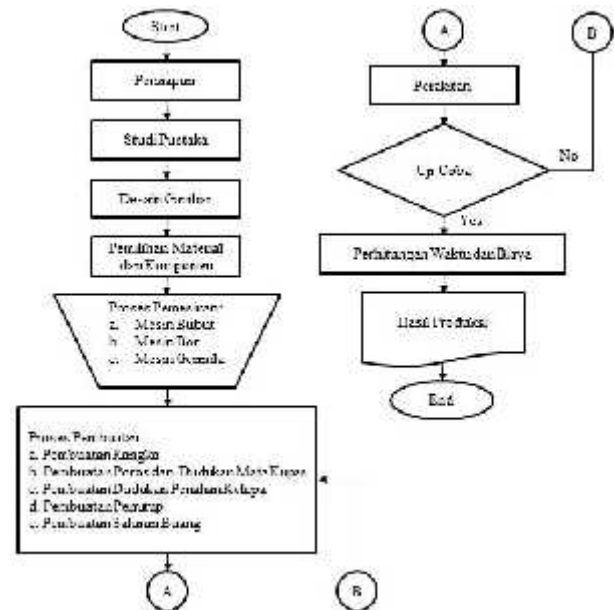 Start
Persiapan
Studi Pustaka
Desain Gambar
Pemilihan Material
dan Komponen
Proses Pemesinan:
a. Mesin Bubut
b. Mesin Bor
c. Mesin Gerinda
Proses Pembuatan
a. Pembuatan Rangka
b. Pembuatan Poros dan Dudukan Mata Kupas
c. Pembuatan Dudukan Penahan Kelapa
d. Pembuatan Penutup
e. Pembuatan Saluran Buang
A
B
A
B
Perakitan
Uji Coba
No
Yes
Perhitungan Waktu dan Biaya
Hasil Produksi
End